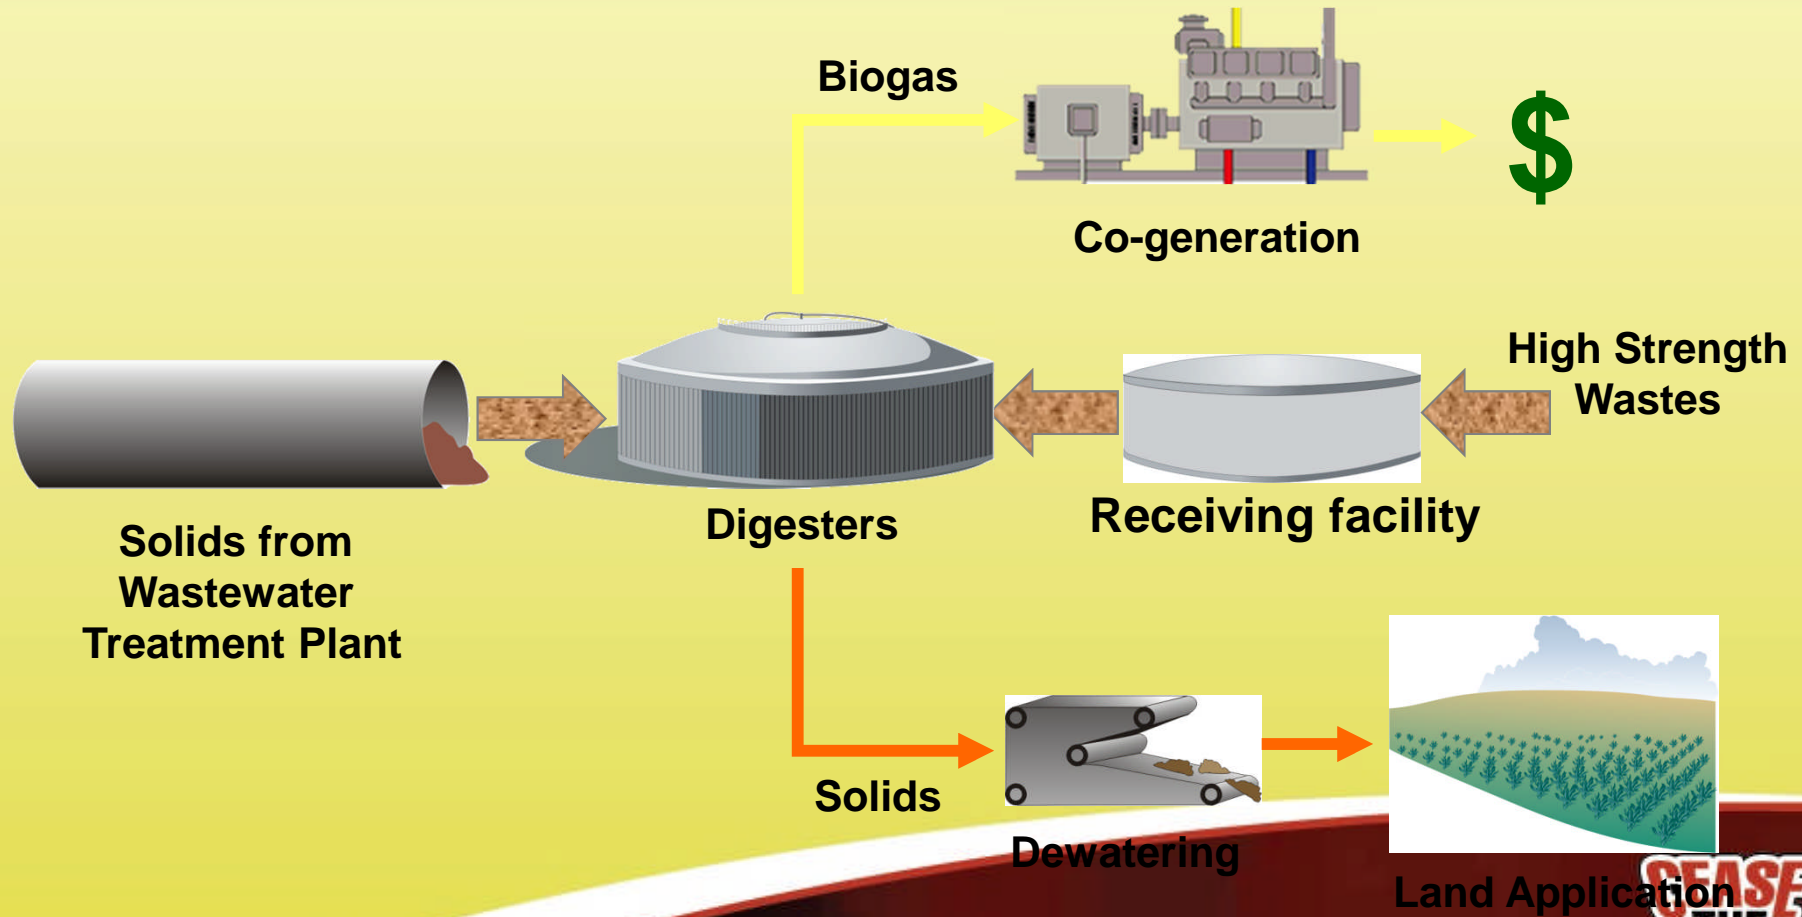 Biogas
$
Co-generation
High Strength
Wastes
Digesters
Receiving facility
Solids from
Wastewater
Treatment Plant
Solids
Dewatering
Land Application